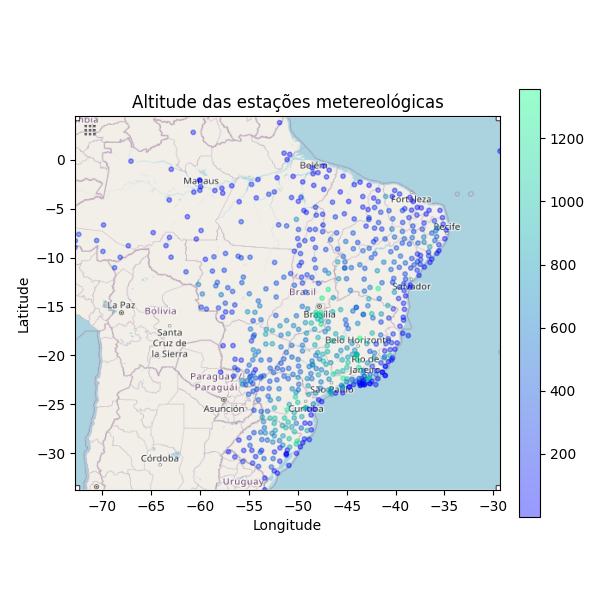 Altitude das estações metereológicas
Latitude
0
−5
−10
−15
−20
−25
−30
−70
−65
−60
−55
−50
−45
−40
−35
−30
Longitude
1200
1000
800
600
400
200
Belém
Manaus
Fortaleza
Recife
Salvador
Brasil
Brasília
La Paz
Bolivia
Santa
Cruz de
la Sierra
Belo Horizonte
Rio de
Janeiro
São Paulo
Paraguay /
Paraguái
Asunción
Curitiba
Córdoba
Uruguay